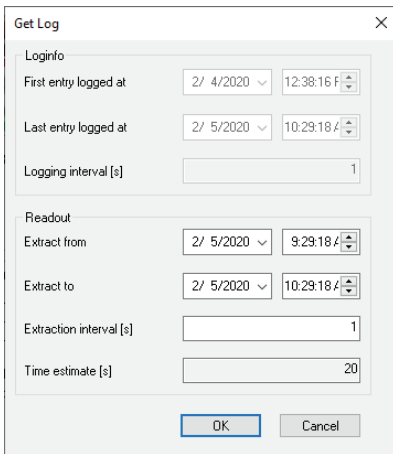 Get Log
Loginfo
First entry logged at 2/ 4/2020 12:38:16 F
Last entry logged at 2/ 5/2020 10:29:18 A
Logging interval [s] 1
Readout
Extract from 2/ 5/2020 9:29:18 A
Extract to 2/ 5/2020 10:29:18 A
Extraction interval [s] 1
Time estimate [s] 20
OK Cancel